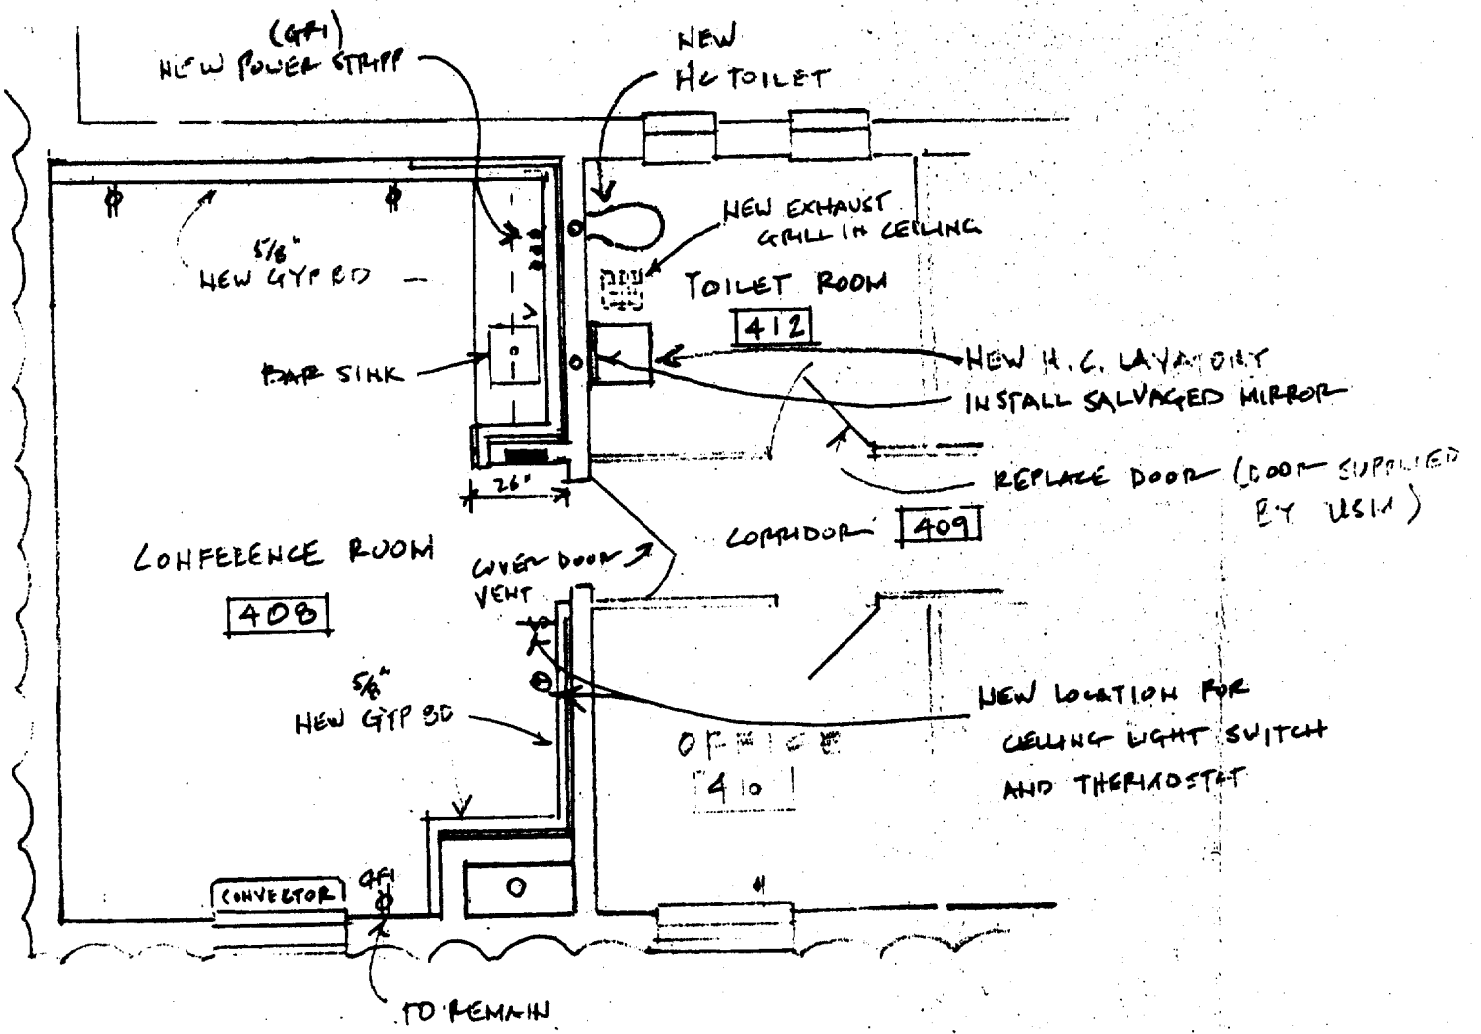 (GFI)
NEW POWER STRIPP
NEW
HC TOILET
NEW EXHAUST
GRILL IN CEILING
5/8"
NEW GYP BD
TOILET ROOM
412
BAR SINK
NEW H.C. LAVATORY
INSTALL SALVAGED MIRROR
26"
REPLACE DOOR (DOOR SUPPLIED
BY USM)
CORRIDOR 409
CONFERENCE ROOM
408
COVER DOOR
VENT
5/8"
NEW GYP BD
NEW LOCATION FOR
CEILING LIGHT SWITCH
AND THERMOSTAT
OFFICE
410
CONVECTOR
GFI
TO REMAIN